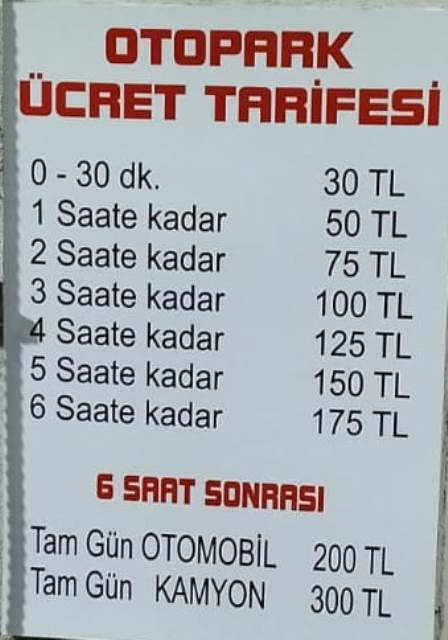 OTOPARK
ÜCRET TARİFESİ
0 - 30 dk. 30 TL
1 Saate kadar 50 TL
2 Saate kadar 75 TL
3 Saate kadar 100 TL
4 Saate kadar 125 TL
5 Saate kadar 150 TL
6 Saate kadar 175 TL
6 SAAT SONRASI
Tam Gün OTOMOBİL 200 TL
Tam Gün KAMYON 300 TL